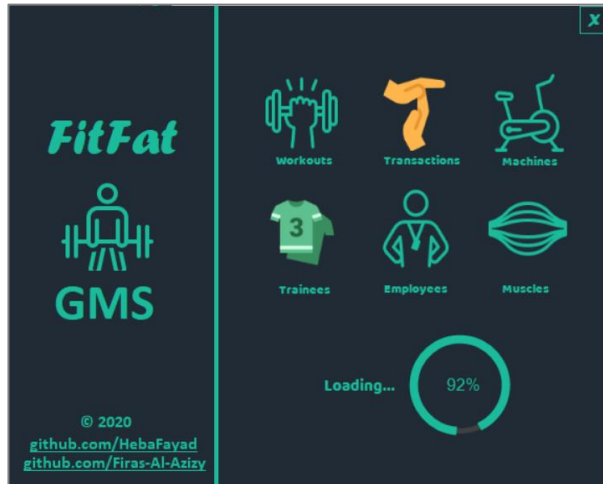 FitFat
GMS
© 2020
github.com/HebaFayad
github.com/Firas-Al-Azizy
X
Workouts
Transactions
Machines
3
Trainees
Employees
Muscles
Loading...
92%